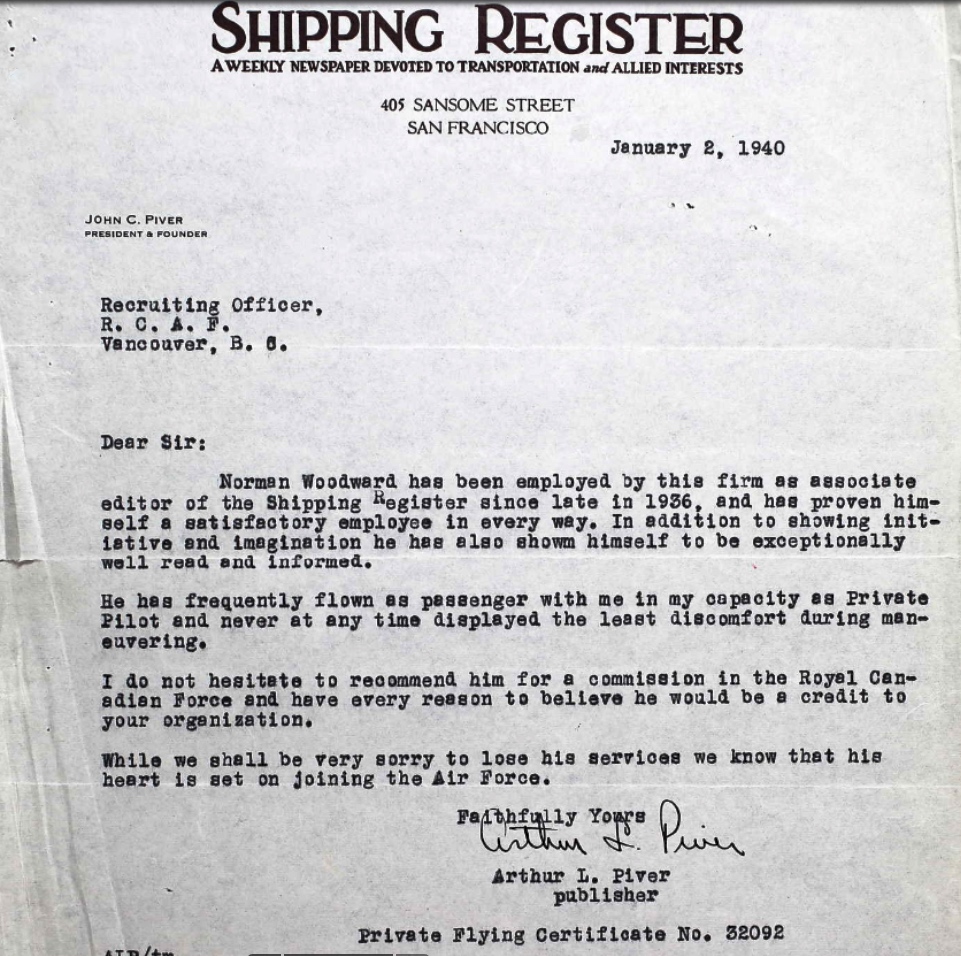 SHIPPING REGISTER
A WEEKLY NEWSPAPER DEVOTED TO TRANSPORTATION and ALLIED INTERESTS
405 SANSOME STREET
SAN FRANCISCO
January 2, 1940
JOHN C. PIVER
PRESIDENT & FOUNDER
Recruiting Officer,
R. C. A. F.
Vancouver, B. C.
Dear Sir:
Norman Woodward has been employed by this firm as associate
editor of the Shipping Register since late in 1936, and has proven him-
self a satisfactory employee in every way. In addition to showing init-
iative and imagination he has also shown himself to be exceptionally
well read and informed.
He has frequently flown as passenger with me in my capacity as Private
Pilot and never at any time displayed the least discomfort during man-
euvering.
I do not hesitate to recommend him for a commission in the Royal Can-
adian Force and have every reason to believe he would be a credit to
your organization.
While we shall be very sorry to lose his services we know that his
heart is set on joining the Air Force.
Faithfully Yours
Arthur L. Piver
Arthur L. Piver
publisher
Private Flying Certificate No. 32092